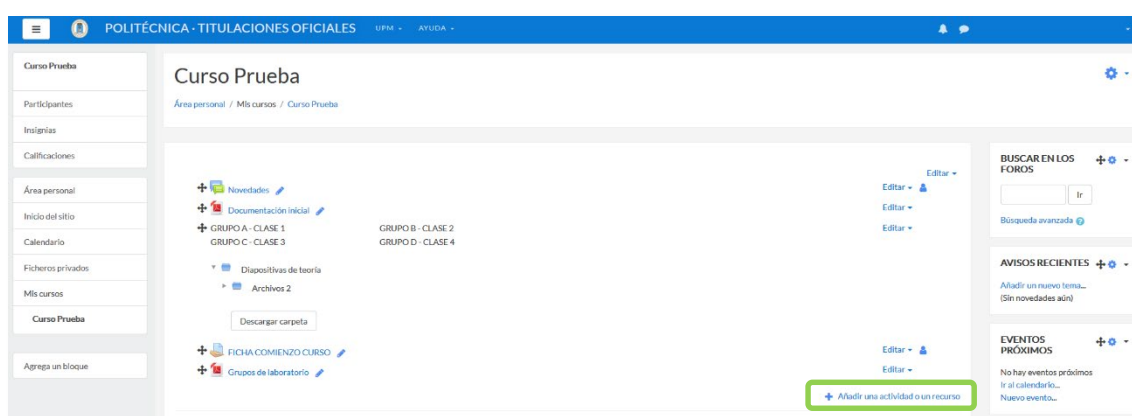 POLITÉCNICA · TITULACIONES OFICIALES UPM AYUDA
Curso Prueba
Participantes
Insignias
Calificaciones
Área personal
Inicio del sitio
Calendario
Ficheros privados
Mis cursos
Curso Prueba
Agrega un bloque
Curso Prueba
Área personal / Mis cursos / Curso Prueba
Editar
Novedades Editar
Documentación inicial Editar
GRUPO A - CLASE 1 GRUPO B - CLASE 2 Editar
GRUPO C - CLASE 3 GRUPO D - CLASE 4
Diapositivas de teoría
Archivos 2
Descargar carpeta
FICHA COMIENZO CURSO Editar
Grupos de laboratorio Editar
Añadir una actividad o un recurso
BUSCAR EN LOS
FOROS
Ir
Búsqueda avanzada
AVISOS RECIENTES
Añadir un nuevo tema...
(Sin novedades aún)
EVENTOS
PRÓXIMOS
No hay eventos próximos
Ir al calendario...
Nuevo evento...